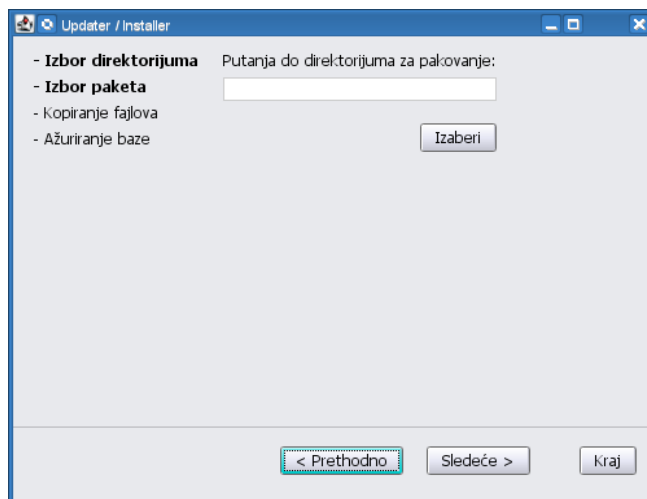 Updater / Installer
- Izbor direktorijuma
- Izbor paketa
- Kopiranje fajlova
- Ažuriranje baze
Putanja do direktorijuma za pakovanje:
Izaberi
< Prethodno
Sledeće >
Kraj